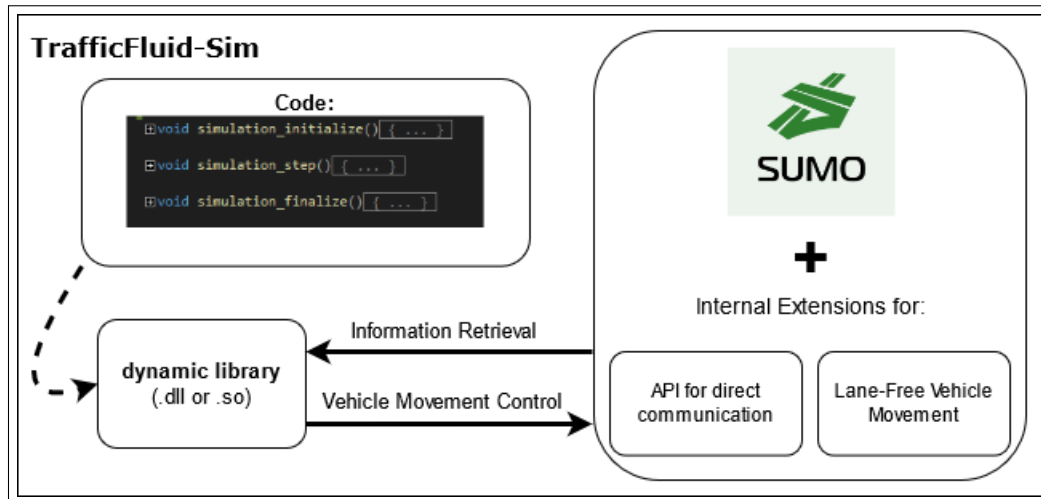 TrafficFluid-Sim
Code:
void simulation_initialize() { ... }
void simulation_step() { ... }
void simulation_finalize() { ... }
SUMO
+
Internal Extensions for:
Information Retrieval
dynamic library
(.dll or .so)
Vehicle Movement Control
API for direct
communication
Lane-Free Vehicle
Movement